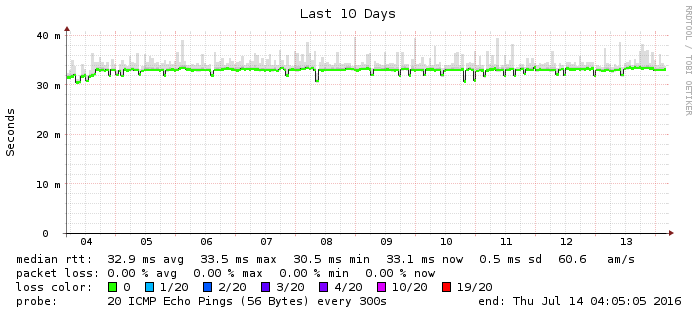 Last 10 Days
RRDTOOL / TOBI OETIKER
Seconds
40 m
30 m
20 m
10 m
0
04 05 06 07 08 09 10 11 12 13
median rtt: 32.9 ms avg 33.5 ms max 30.5 ms min 33.1 ms now 0.5 ms sd 60.6 am/s
packet loss: 0.00 % avg 0.00 % max 0.00 % min 0.00 % now
loss color: 0 1/20 2/20 3/20 4/20 10/20 19/20
probe: 20 ICMP Echo Pings (56 Bytes) every 300s end: Thu Jul 14 04:05:05 2016